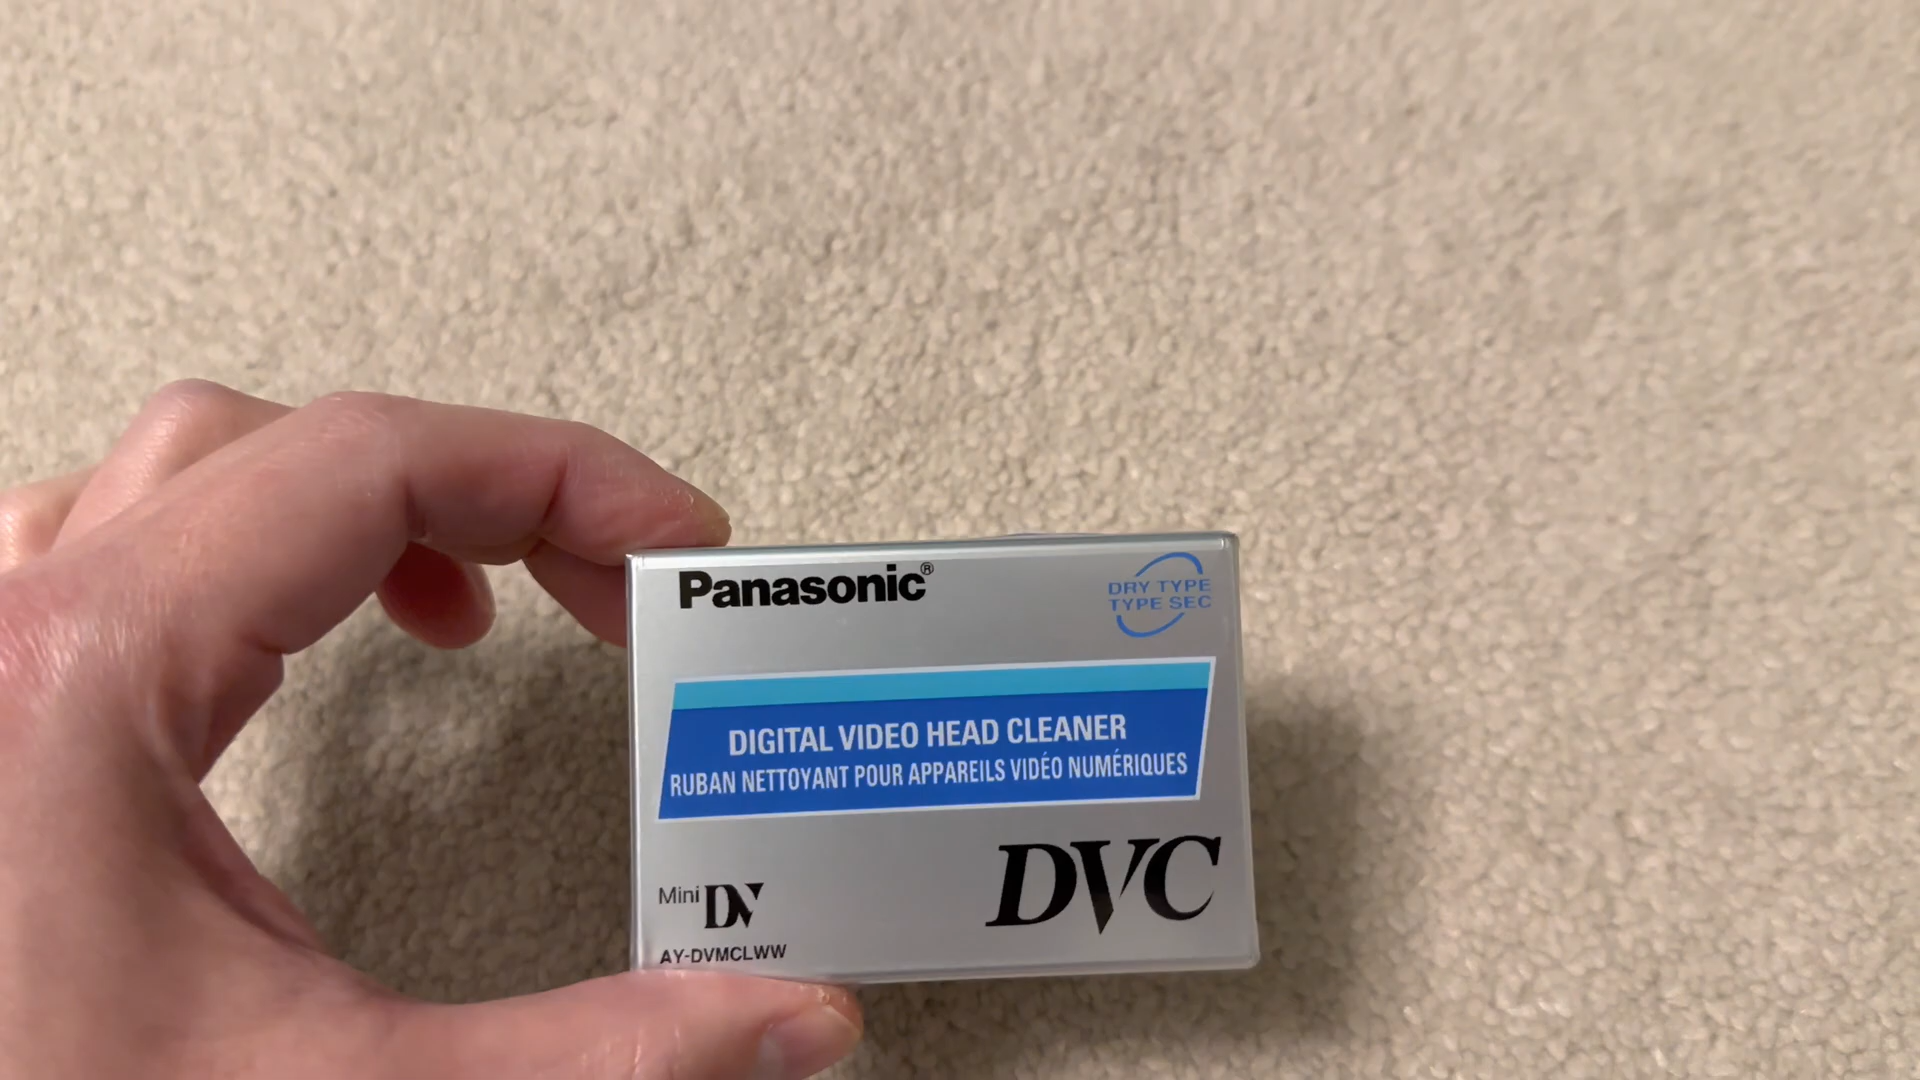 Panasonic®
DRY TYPE
TYPE SEC
DIGITAL VIDEO HEAD CLEANER
RUBAN NETTOYANT POUR APPAREILS VIDÉO NUMÉRIQUES
Mini DV
DVC
AY-DVMCLWW